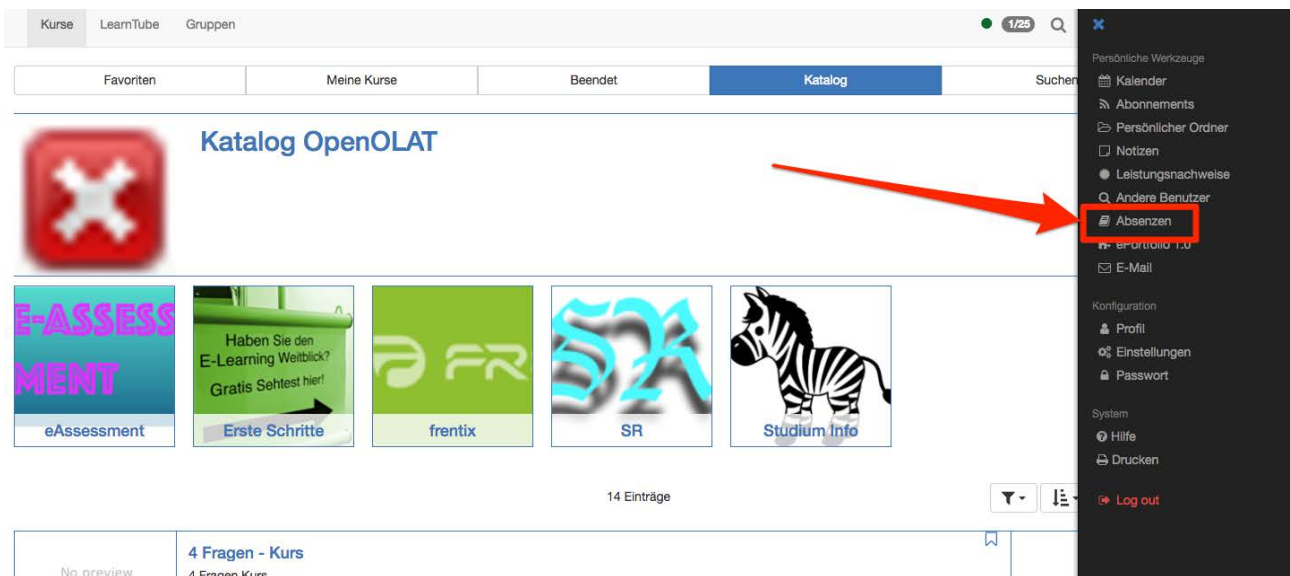 Kurse LearnTube Gruppen 1/25
Favoriten Meine Kurse Beendet Katalog Suchen
Katalog OpenOLAT
E-ASSESS
MENT
eAssessment
Haben Sie den
E-Learning Weitblick?
Gratis Sehtest hier!
Erste Schritte
FR
frentix
SR
SR
Studium Info
14 Einträge
No preview
4 Fragen - Kurs
4 Fragen Kurs
Persönliche Werkzeuge
Kalender
Abonnements
Persönlicher Ordner
Notizen
Leistungsnachweise
Andere Benutzer
Absenzen
ePortfolio 1.0
E-Mail
Konfiguration
Profil
Einstellungen
Passwort
System
Hilfe
Drucken
Log out